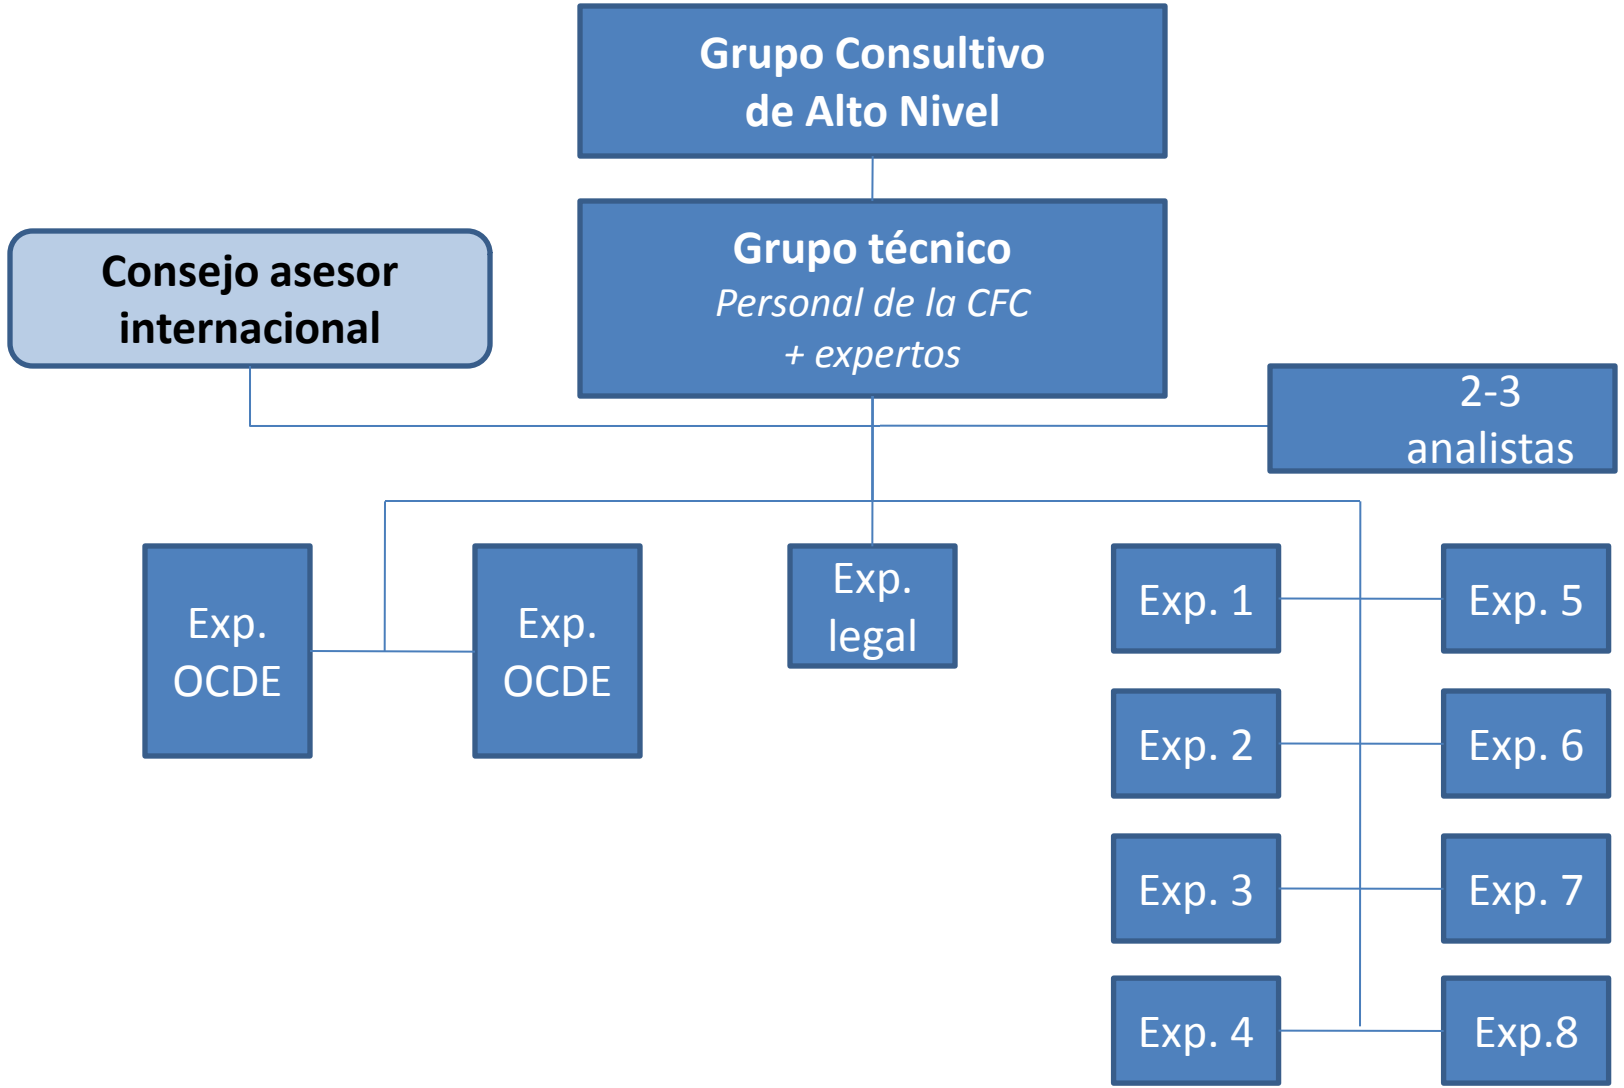 Grupo Consultivo
de Alto Nivel
Grupo técnico
Personal de la CFC
+ expertos
Consejo asesor
internacional
2-3
analistas
Exp.
OCDE
Exp.
OCDE
Exp.
legal
Exp. 1
Exp. 5
Exp. 2
Exp. 6
Exp. 3
Exp. 7
Exp. 4
Exp.8